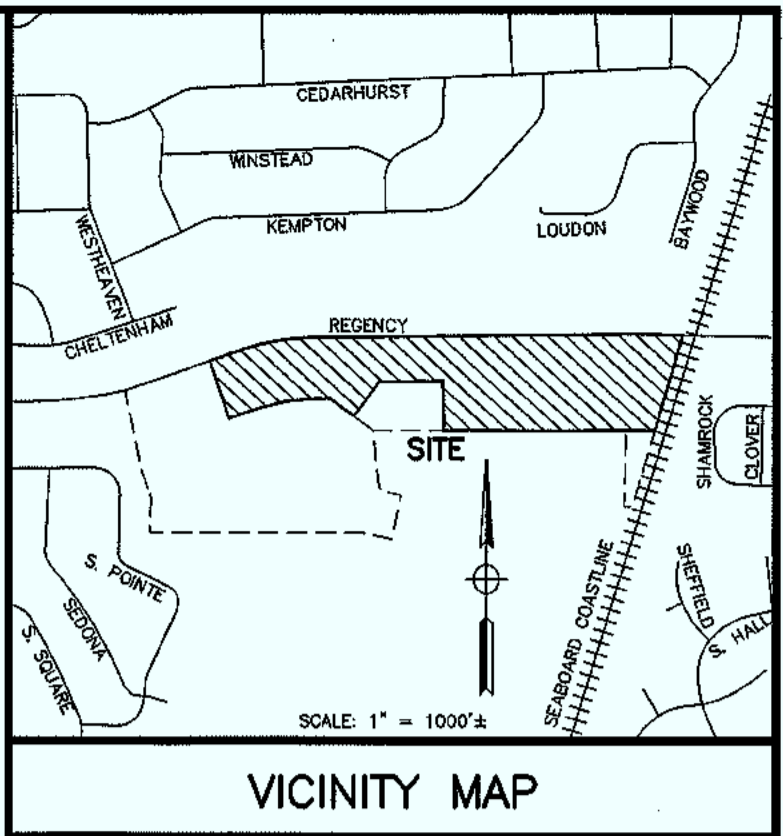 CEDARHURST
WINSTEAD
KEMPTON
LOUDON
BAYWOOD
WESTHEAVEN
CHELTENHAM
REGENCY
SITE
SHAMROCK
CLOVER
S. POINTE
SEDONA
S. SQUARE
SEABOARD COASTLINE
SHEFFIELD
S. HALL
SCALE: 1" = 1000'±
VICINITY MAP